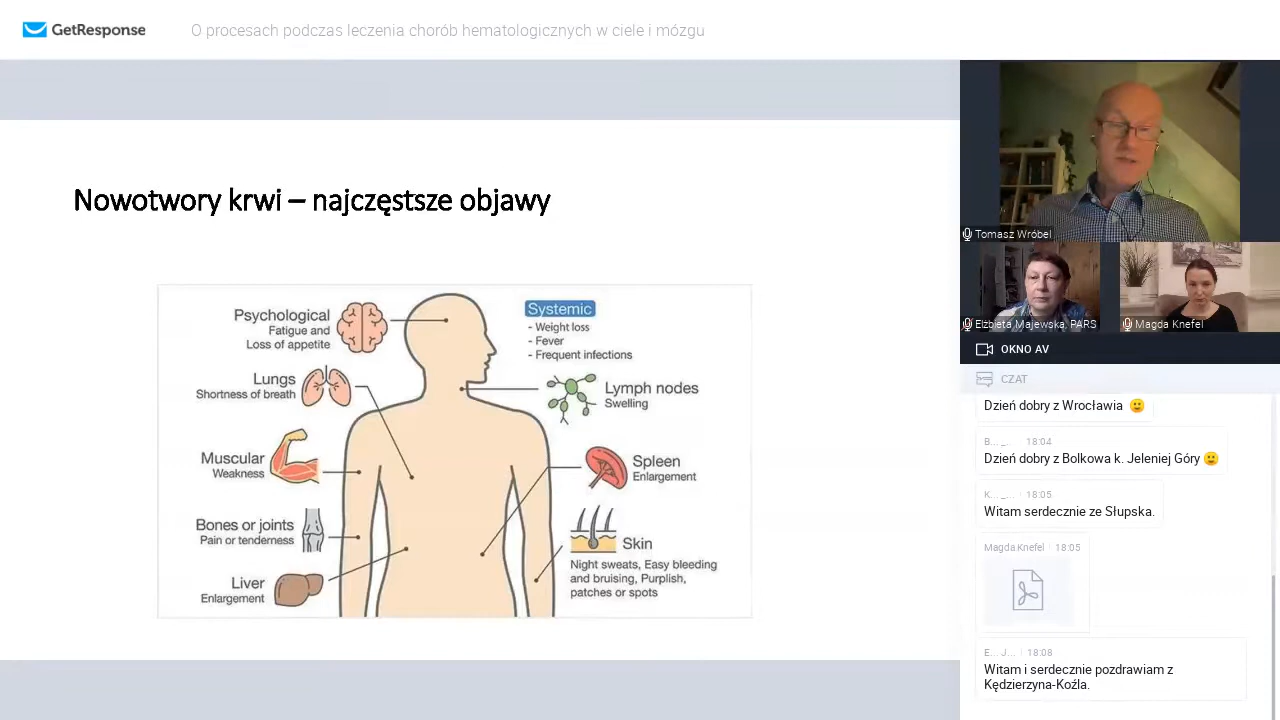 GetResponse
O procesach podczas leczenia chorób hematologicznych w ciele i mózgu
Nowotwory krwi – najczęstsze objawy
Psychological
Fatigue and
Loss of appetite
Lungs
Shortness of breath
Muscular
Weakness
Bones or joints
Pain or tenderness
Liver
Enlargement
Systemic
- Weight loss
- Fever
- Frequent infections
Lymph nodes
Swelling
Spleen
Enlargement
Skin
Night sweats, Easy bleeding
and bruising, Purplish,
patches or spots
Tomasz Wróbel
Elżbieta Majewska, PARS
Magda Knefel
OKNO AV
CZAT
Dzień dobry z Wrocławia 🙂
B... ... 18:04
Dzień dobry z Bolkowa k. Jeleniej Góry 🙂
K... ... 18:05
Witam serdecznie ze Słupska.
Magda Knefel 18:05
E... J... 18:08
Witam i serdecznie pozdrawiam z
Kędzierzyna-Koźla.